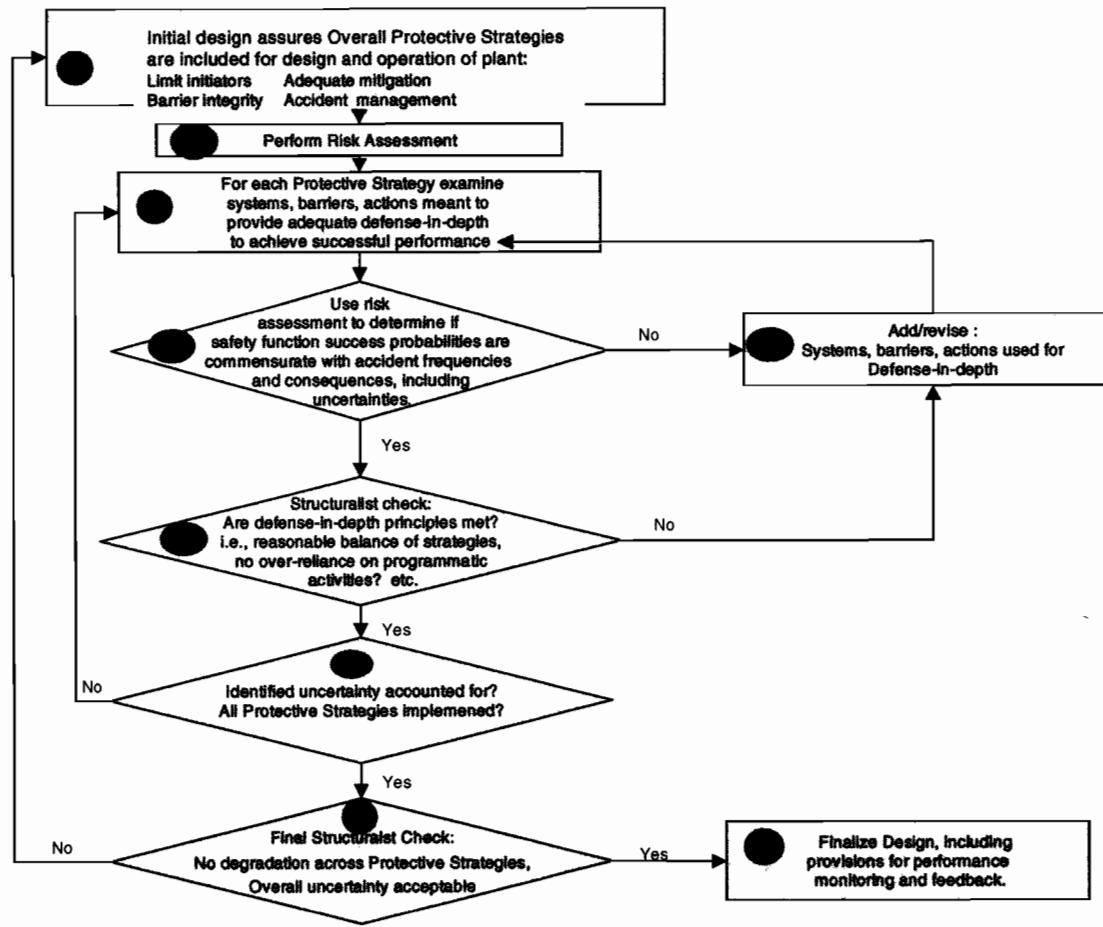 Initial design assures Overall Protective Strategies
are included for design and operation of plant:
Limit initiators Adequate mitigation
Barrier integrity Accident management
Perform Risk Assessment
For each Protective Strategy examine
systems, barriers, actions meant to
provide adequate defense-in-depth
to achieve successful performance
Use risk
assessment to determine if
safety function success probabilities are
commensurate with accident frequencies
and consequences, including
uncertainties.
No
Add/revise :
Systems, barriers, actions used for
Defense-in-depth
Yes
Structuralist check:
Are defense-in-depth principles met?
i.e., reasonable balance of strategies,
no over-reliance on programmatic
activities? etc.
No
Yes
Identified uncertainty accounted for?
All Protective Strategies implemened?
No
Yes
Final Structuralist Check:
No degradation across Protective Strategies,
Overall uncertainty acceptable
No
Yes
Finalize Design, including
provisions for performance
monitoring and feedback.